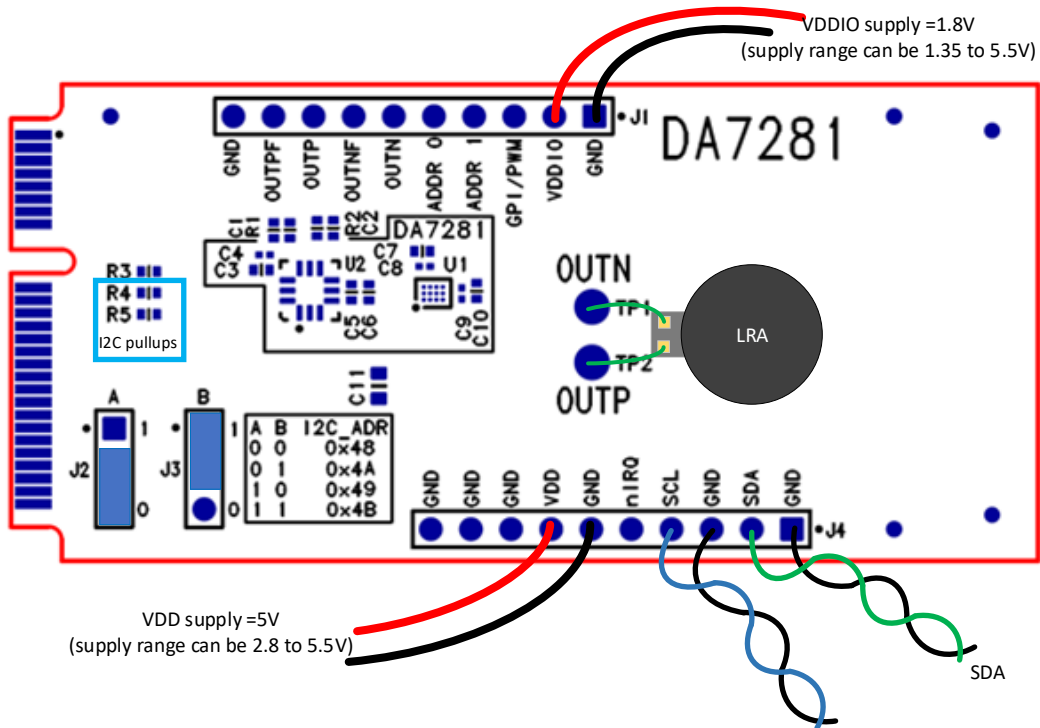 VDDIO supply =1.8V
(supply range can be 1.35 to 5.5V)
J1
DA7281
GND
OUTPF
OUTP
OUTNF
OUTN
ADDR 0
ADDR 1
GPI/PWM
VDDIO
GND
C1
R1
R2
C2
DA7281
C4
C3
U2
C7
C8
U1
C5
C6
C9
C10
R3
R4
R5
I2C pullups
OUTN
TP1
LRA
TP2
OUTP
C11
A
1
J2
0
B
1
J3
0
A B I2C_ADR
0 0 0x48
0 1 0x4A
1 0 0x49
1 1 0x4B
GND
GND
GND
VDD
GND
nIRQ
SCL
GND
SDA
GND
J4
VDD supply =5V
(supply range can be 2.8 to 5.5V)
SDA